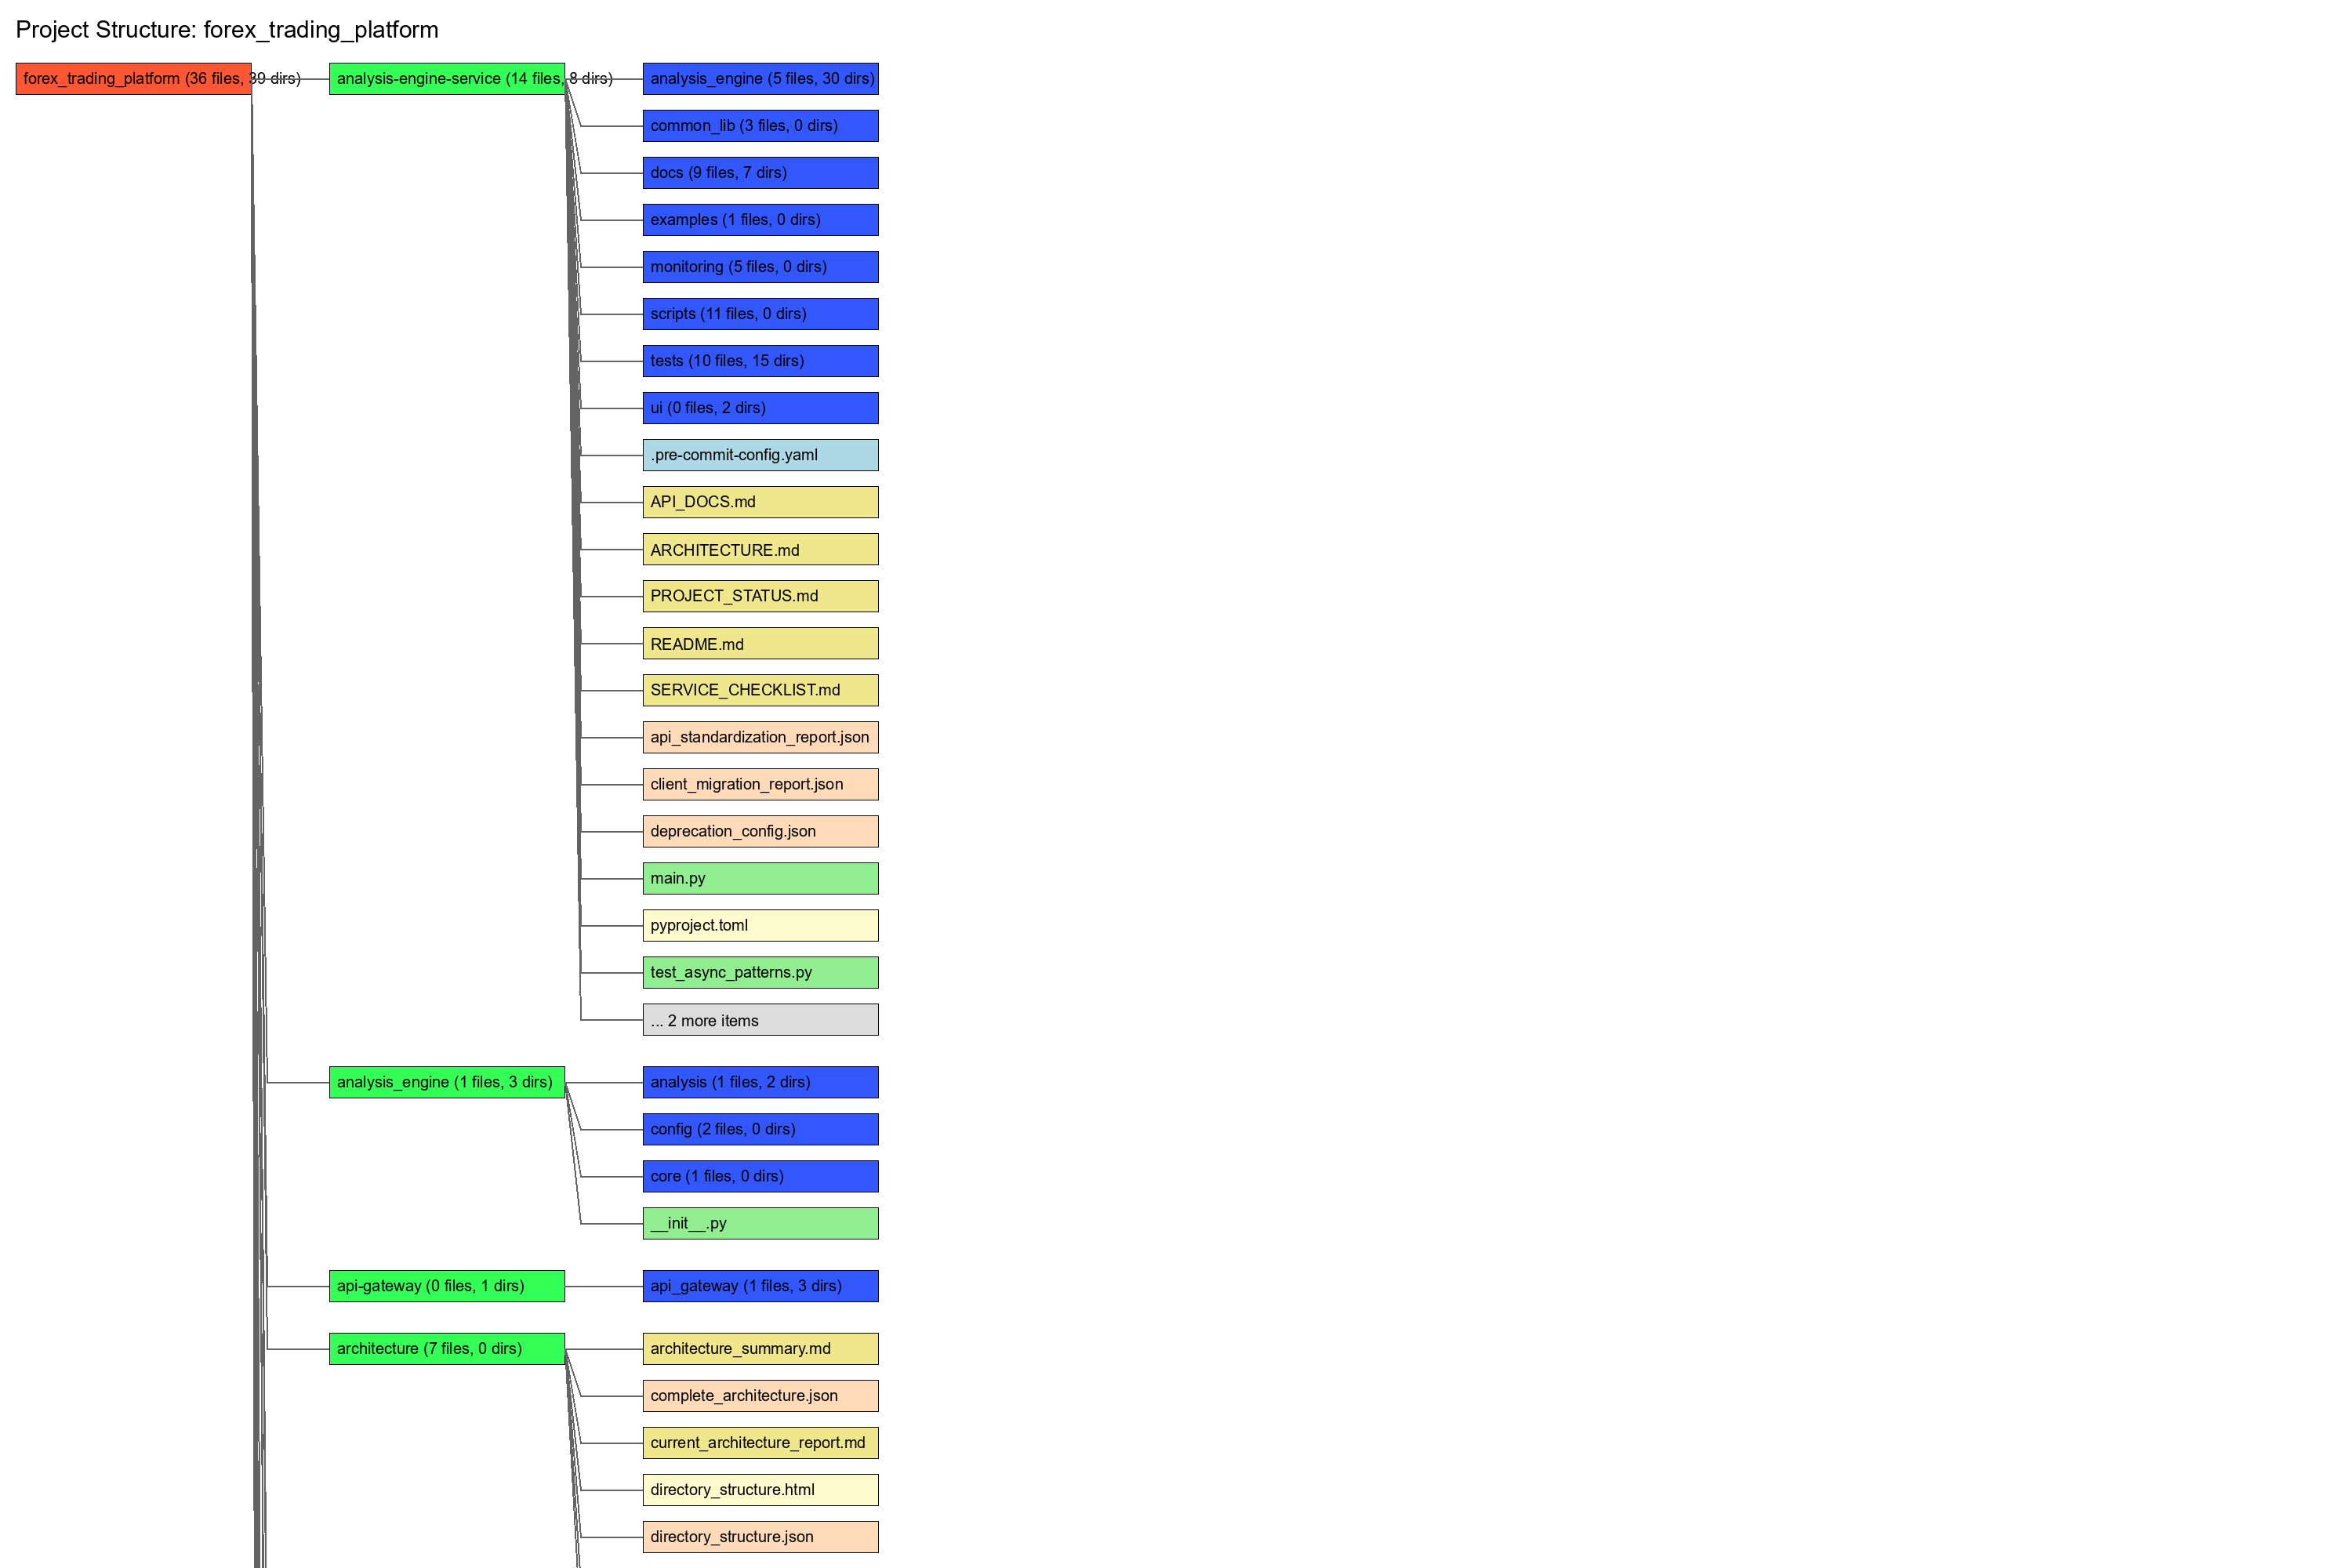 Project Structure: forex_trading_platform
forex_trading_platform (36 files, 39 dirs)
analysis-engine-service (14 files, 8 dirs)
analysis_engine (5 files, 30 dirs)
common_lib (3 files, 0 dirs)
docs (9 files, 7 dirs)
examples (1 files, 0 dirs)
monitoring (5 files, 0 dirs)
scripts (11 files, 0 dirs)
tests (10 files, 15 dirs)
ui (0 files, 2 dirs)
.pre-commit-config.yaml
API_DOCS.md
ARCHITECTURE.md
PROJECT_STATUS.md
README.md
SERVICE_CHECKLIST.md
api_standardization_report.json
client_migration_report.json
deprecation_config.json
main.py
pyproject.toml
test_async_patterns.py
... 2 more items
analysis_engine (1 files, 3 dirs)
analysis (1 files, 2 dirs)
config (2 files, 0 dirs)
core (1 files, 0 dirs)
__init__.py
api-gateway (0 files, 1 dirs)
api_gateway (1 files, 3 dirs)
architecture (7 files, 0 dirs)
architecture_summary.md
complete_architecture.json
current_architecture_report.md
directory_structure.html
directory_structure.json